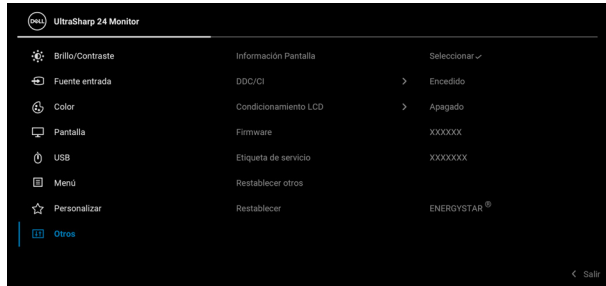 DELL UltraSharp 24 Monitor
Brillo/Contraste Información Pantalla Seleccionar
Fuente entrada DDC/CI Encedido
Color Condicionamiento LCD Apagado
Pantalla Firmware XXXXXX
USB Etiqueta de servicio XXXXXXX
Menú Restablecer otros
Personalizar Restablecer ENERGYSTAR ®
Otros
Salir